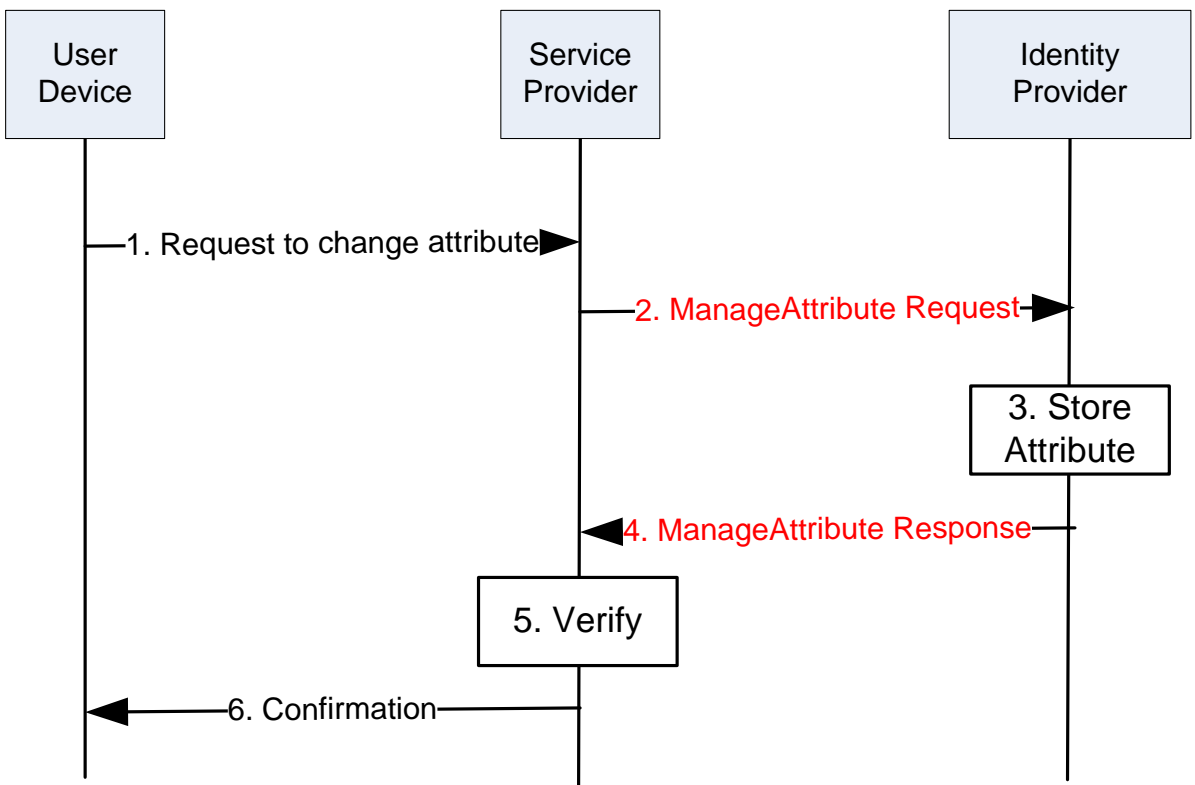 User
Device
Service
Provider
Identity
Provider
1. Request to change attribute
2. ManageAttribute Request
3. Store
Attribute
4. ManageAttribute Response
5. Verify
6. Confirmation